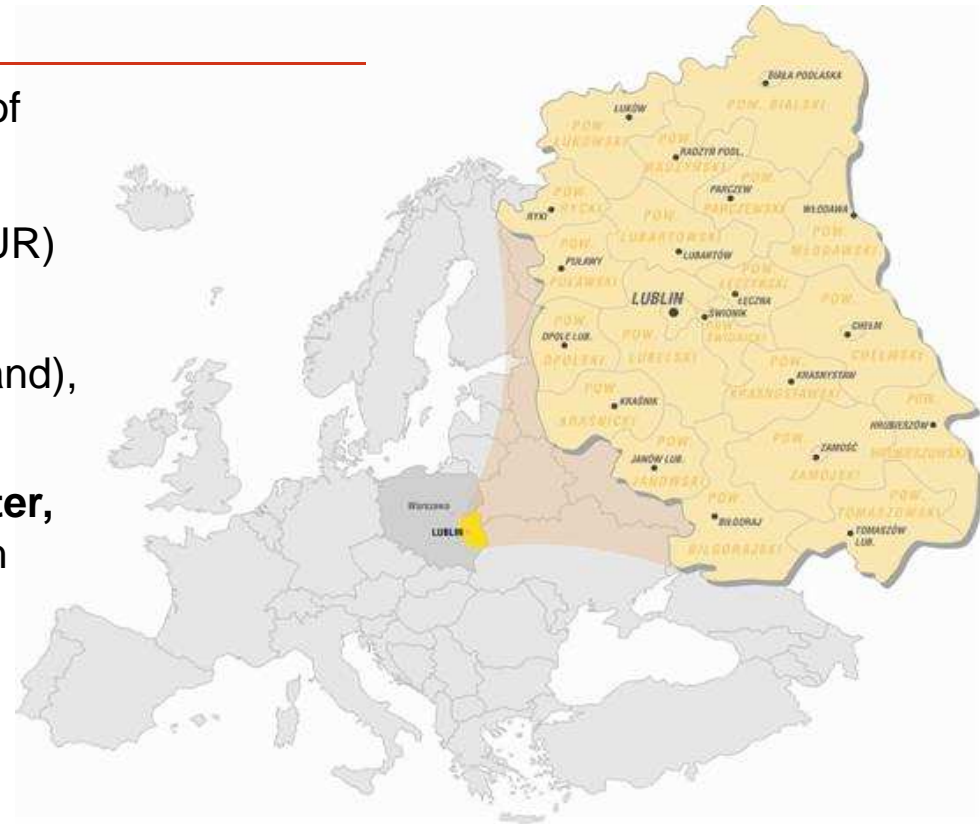 of
UR)
and),
ter,
n
Warszawa
LUBLIN
BIAŁA PODLASKA
POW. BIALSKI
ŁUKÓW
POW.
ŁUKOWSKI
POW.
RADZYŃ PODL.
RADZYŃSKI
POW.
PARCZEW
PARCZEWSKI
POW.
RYCKI
RYKI
WŁODAWA
POW.
WŁODAWSKI
POW.
LUBARTOWSKI
LUBARTÓW
POW.
PUŁAWY
PUŁAWSKI
POW.
ŁĘCZYŃSKI
ŁĘCZNA
LUBLIN
ŚWIDNIK
POW.
ŚWIDNICKI
POW.
CHEŁM
CHEŁMSKI
POW.
OPOLE LUB.
OPOLSKI
POW.
LUBELSKI
POW.
KRASNYSTAW
KRASNOSTAWSKI
POW.
KRAŚNIK
KRAŚNICKI
POW.
HRUBIESZÓW
HRUBIESZOWSKI
POW.
JANÓW LUB.
JANOWSKI
POW.
ZAMOŚĆ
ZAMOJSKI
POW.
BIŁGORAJ
BIŁGORAJSKI
POW.
TOMASZOWSKI
TOMASZÓW
LUB.